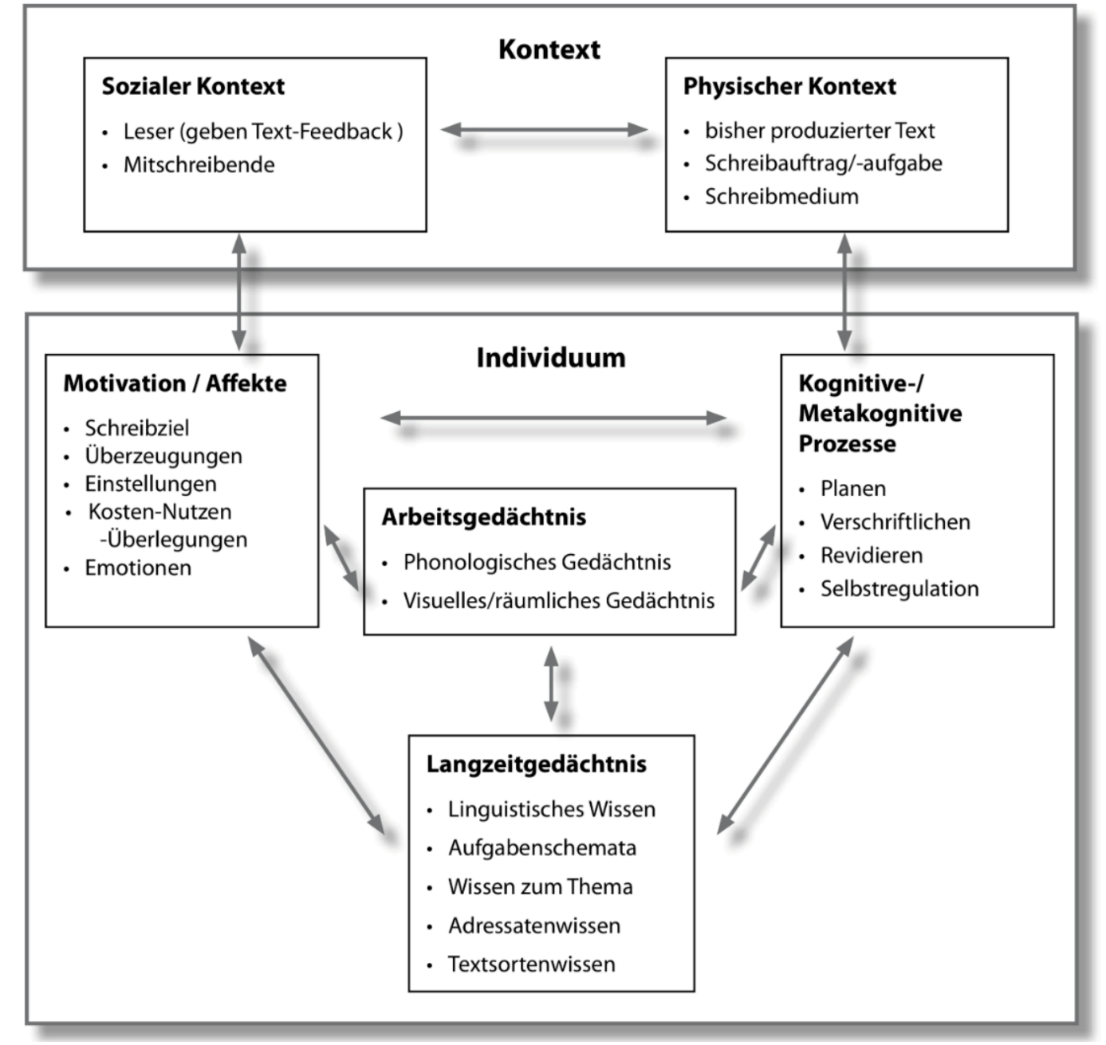 Kontext
Sozialer Kontext
• Leser (geben Text-Feedback )
• Mitschreibende
Physischer Kontext
• bisher produzierter Text
• Schreibauftrag/-aufgabe
• Schreibmedium
Individuum
Motivation / Affekte
• Schreibziel
• Überzeugungen
• Einstellungen
• Kosten-Nutzen
-Überlegungen
• Emotionen
Arbeitsgedächtnis
• Phonologisches Gedächtnis
• Visuelles/räumliches Gedächtnis
Kognitive-/
Metakognitive
Prozesse
• Planen
• Verschriftlichen
• Revidieren
• Selbstregulation
Langzeitgedächtnis
• Linguistisches Wissen
• Aufgabenschemata
• Wissen zum Thema
• Adressatenwissen
• Textsortenwissen